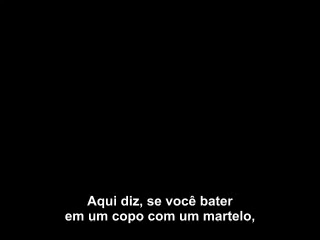 Aqui diz, se você bater
em um copo com um martelo,